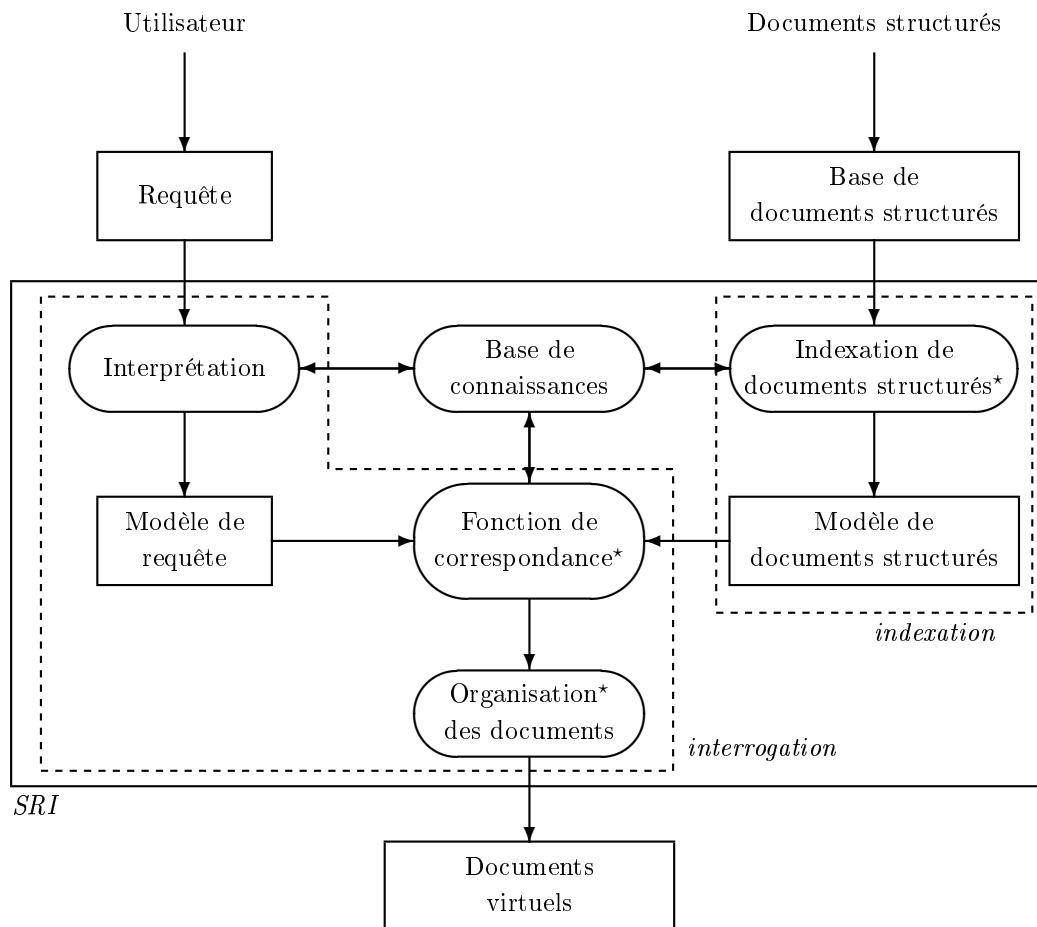 Utilisateur
Documents structurés
Requête
Base de
documents structurés
Interprétation
Base de
connaissances
Indexation de
documents structurés*
Modèle de
requête
Fonction de
correspondance*
Modèle de
documents structurés
indexation
Organisation*
des documents
interrogation
SRI
Documents
virtuels